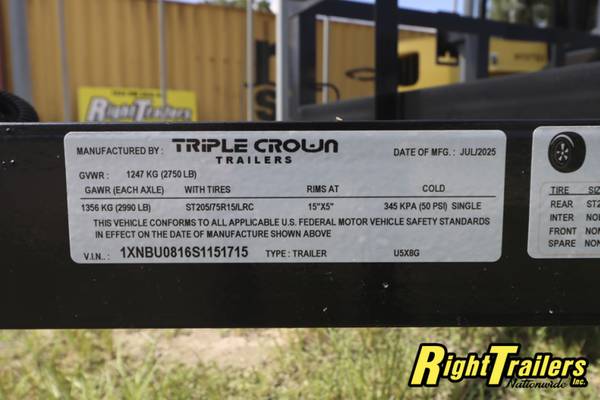 RightTrailers
MANUFACTURED BY: TRIPLE CROWN
TRAILERS
DATE OF MFG.: JUL/2025
GVWR: 1247 KG (2750 LB)
GAWR (EACH AXLE) WITH TIRES RIMS AT COLD
1356 KG (2990 LB) ST205/75R15/LRC 15"X5" 345 KPA (50 PSI) SINGLE
THIS VEHICLE CONFORMS TO ALL APPLICABLE U.S. FEDERAL MOTOR VEHICLE SAFETY STANDARDS
IN EFFECT ON THE DATE OF MANUFACTURE SHOWN ABOVE
V.I.N.: 1XNBU0816S1151715 TYPE: TRAILER U5X8G
TIRE
REAR
INTER
FRONT
SPARE
Right Trailers
Nationwide Inc.